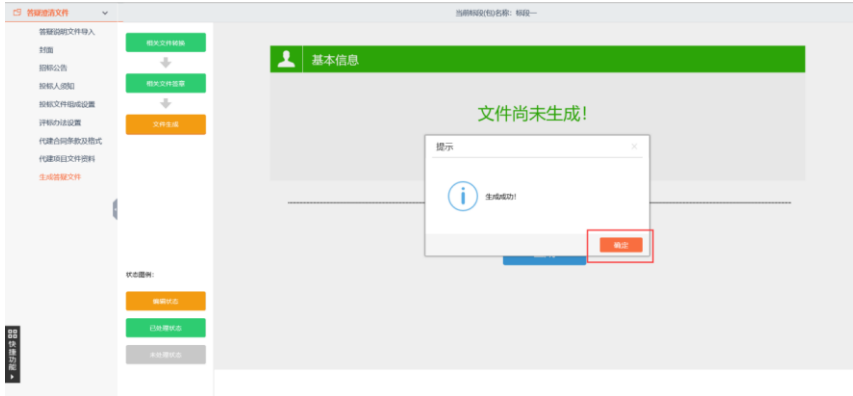 答疑澄清文件
当前标段(包)名称：标段一
答疑说明文件导入
封面
招标公告
投标人须知
投标文件组成设置
评标办法设置
代建合同条款及格式
代建项目文件资料
生成答疑文件
相关文件转换
相关文件签章
文件生成
状态图例：
编辑状态
已处理状态
未处理状态
基本信息
文件尚未生成！
提示
生成成功！
确定
快捷功能